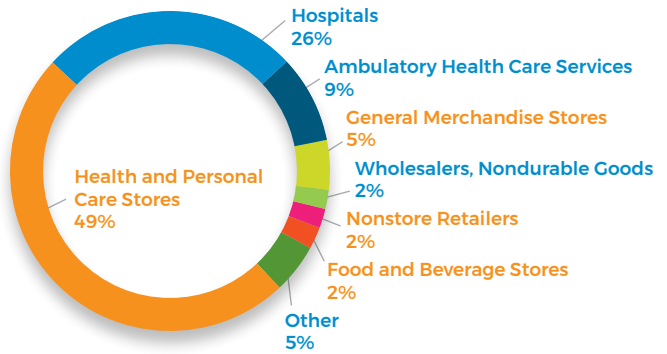 Hospitals
26%
Ambulatory Health Care Services
9%
General Merchandise Stores
5%
Wholesalers, Nondurable Goods
2%
Nonstore Retailers
2%
Food and Beverage Stores
2%
Other
5%
Health and Personal
Care Stores
49%